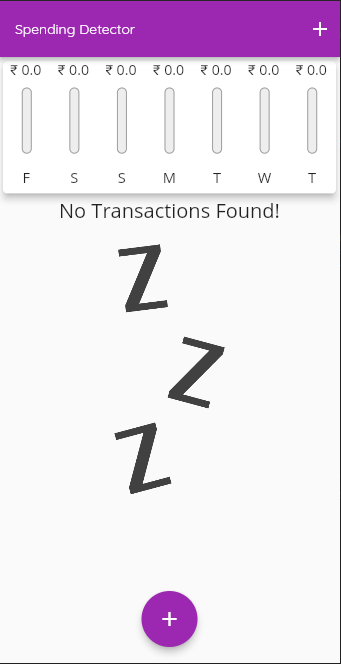 Spending Detector +
₹ 0.0 ₹ 0.0 ₹ 0.0 ₹ 0.0 ₹ 0.0 ₹ 0.0 ₹ 0.0
F S S M T W T
No Transactions Found!
Z
Z
Z
+